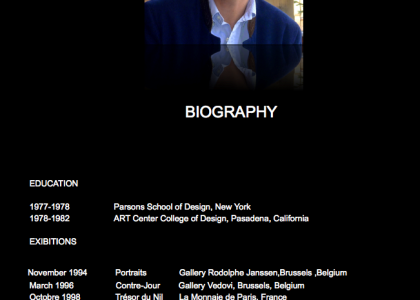 BIOGRAPHY
EDUCATION
1977-1978 Parsons School of Design, New York
1978-1982 ART Center College of Design, Pasadena, California
EXIBITIONS
November 1994 Portraits Gallery Rodolphe Janssen,Brussels ,Belgium
March 1996 Contre-Jour Gallery Vedovi, Brussels, Belgium
Octobre 1998 Trésor du Nil La Monnaie de Paris, France